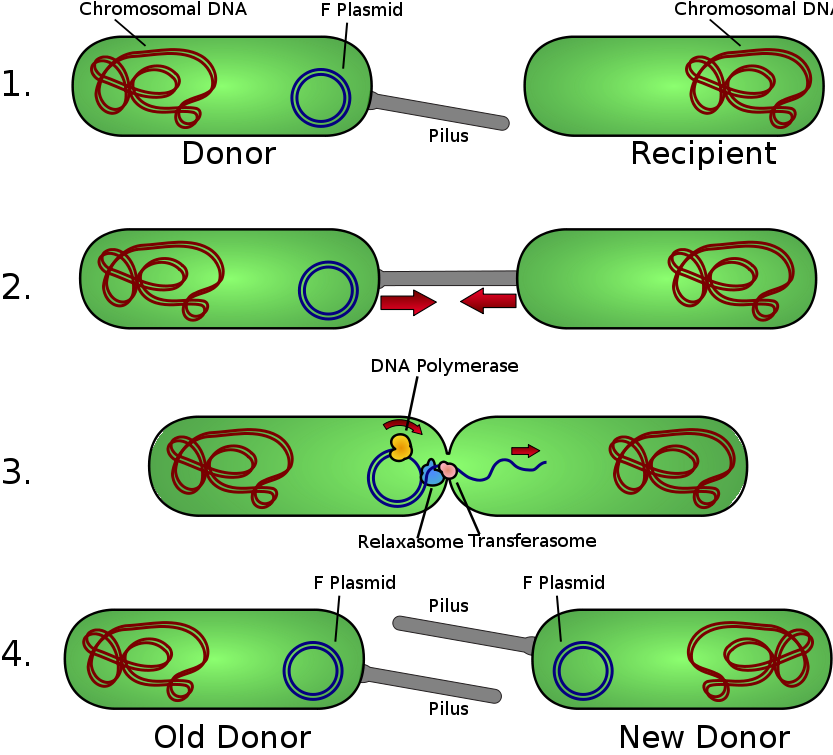 Chromosomal DNA
F Plasmid
Chromosomal DNA
1.
Pilus
Donor
Recipient
2.
DNA Polymerase
3.
Relaxasome
Transferasome
F Plasmid
F Plasmid
Pilus
4.
Pilus
Old Donor
New Donor